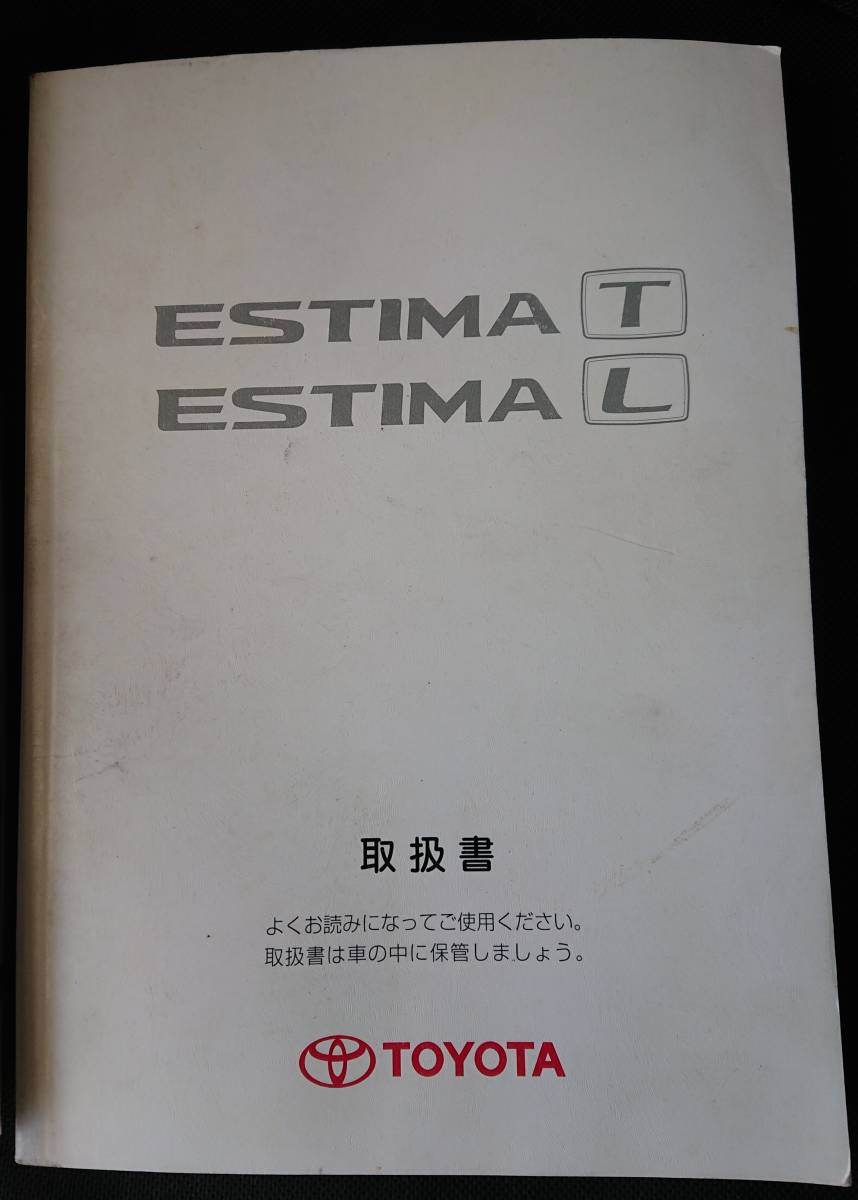 ESTIMA T
ESTIMA L
取扱書
よくお読みになってご使用ください。
取扱書は車の中に保管しましょう。
TOYOTA